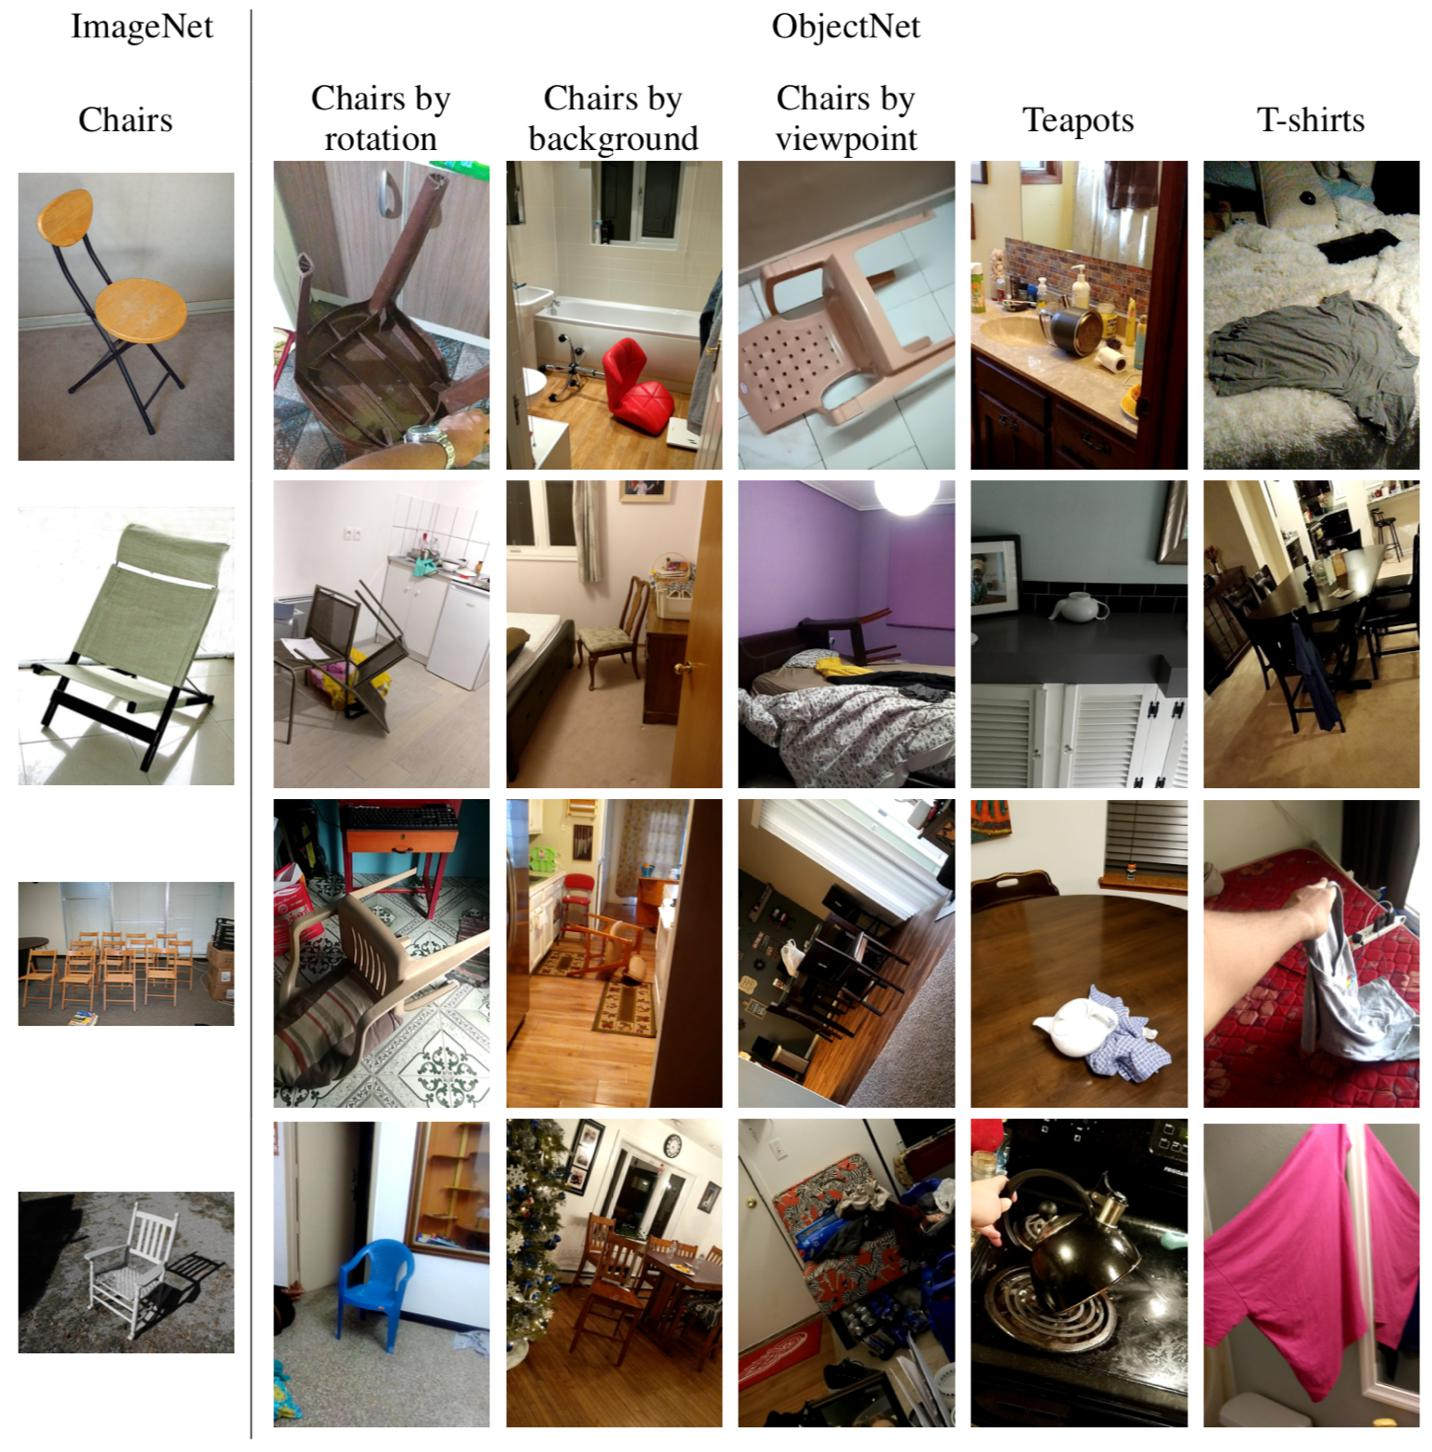 ImageNet
ObjectNet
Chairs
Chairs by
rotation
Chairs by
background
Chairs by
viewpoint
Teapots
T-shirts